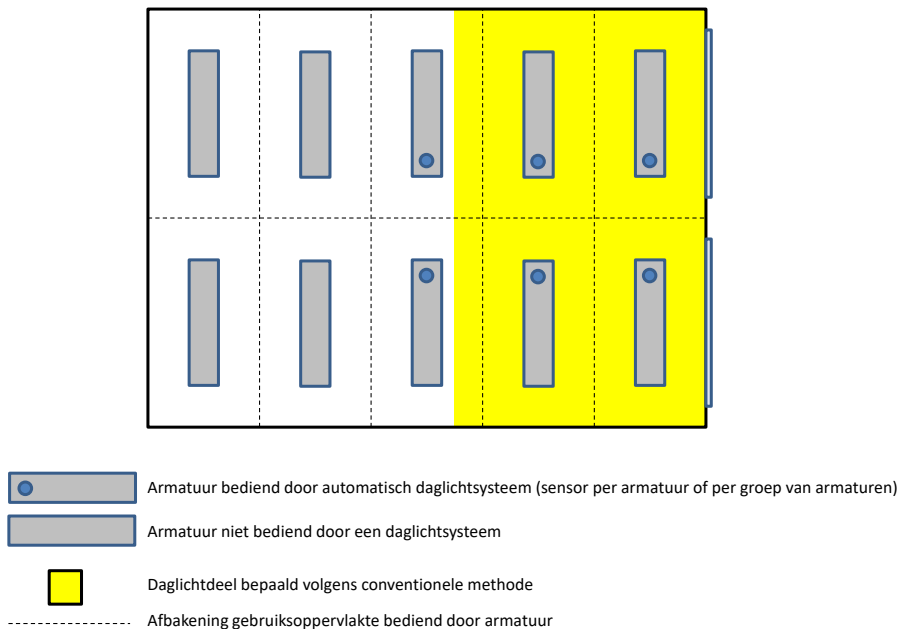 Armatuur bediend door automatisch daglichtsysteem (sensor per armatuur of per groep van armaturen)
Armatuur niet bediend door een daglichtsysteem
Daglichtdeel bepaald volgens conventionele methode
Afbakening gebruiksoppervlakte bediend door armatuur